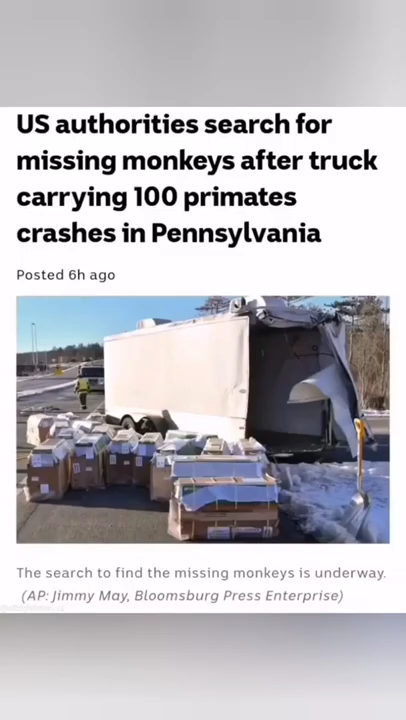 US authorities search for
missing monkeys after truck
carrying 100 primates
crashes in Pennsylvania
Posted 6h ago
The search to find the missing monkeys is underway.
(AP: Jimmy May, Bloomsburg Press Enterprise)